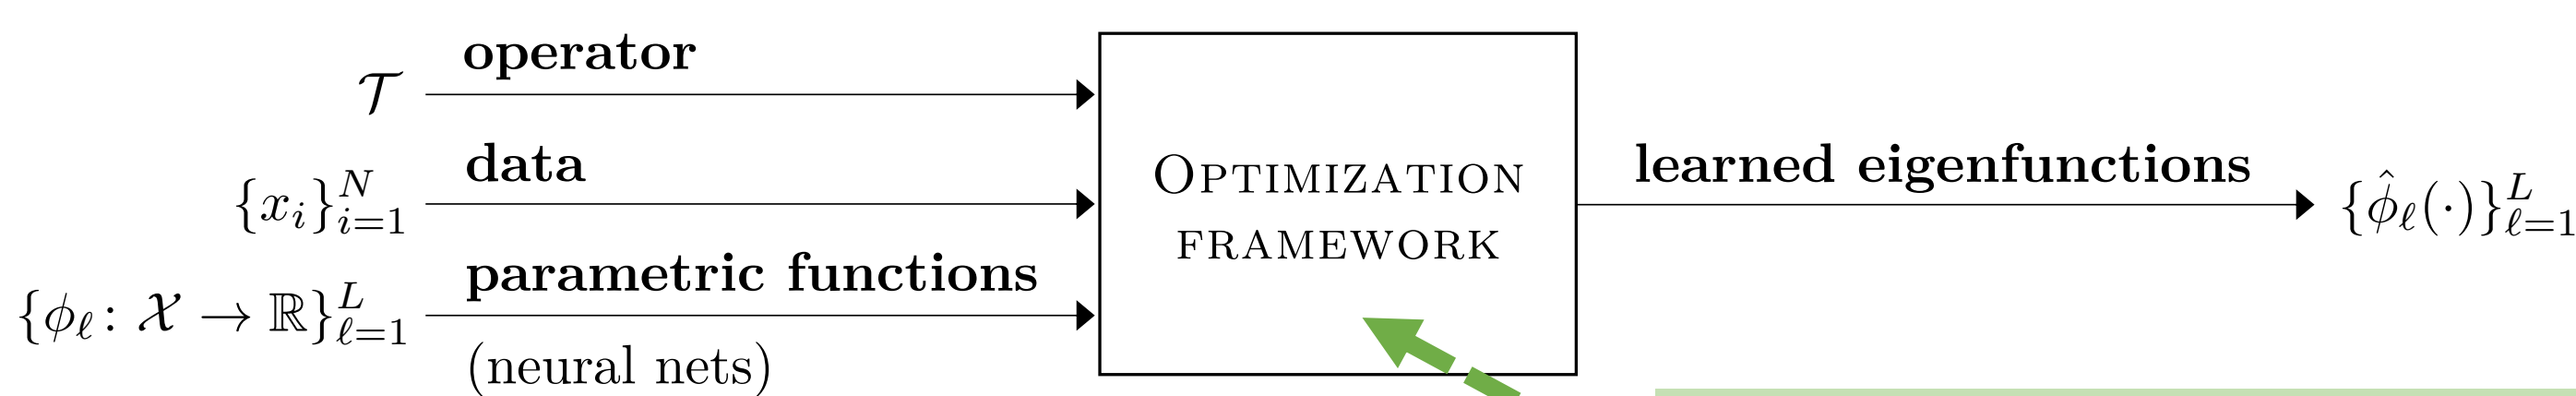 operator
𝒯
data
{x_i}_{i=1}^N
parametric functions
{ϕ_ℓ: 𝒳 → ℝ}_{ℓ=1}^L
(neural nets)
OPTIMIZATION
FRAMEWORK
learned eigenfunctions
{ϕ̂_ℓ(·)}_{ℓ=1}^L